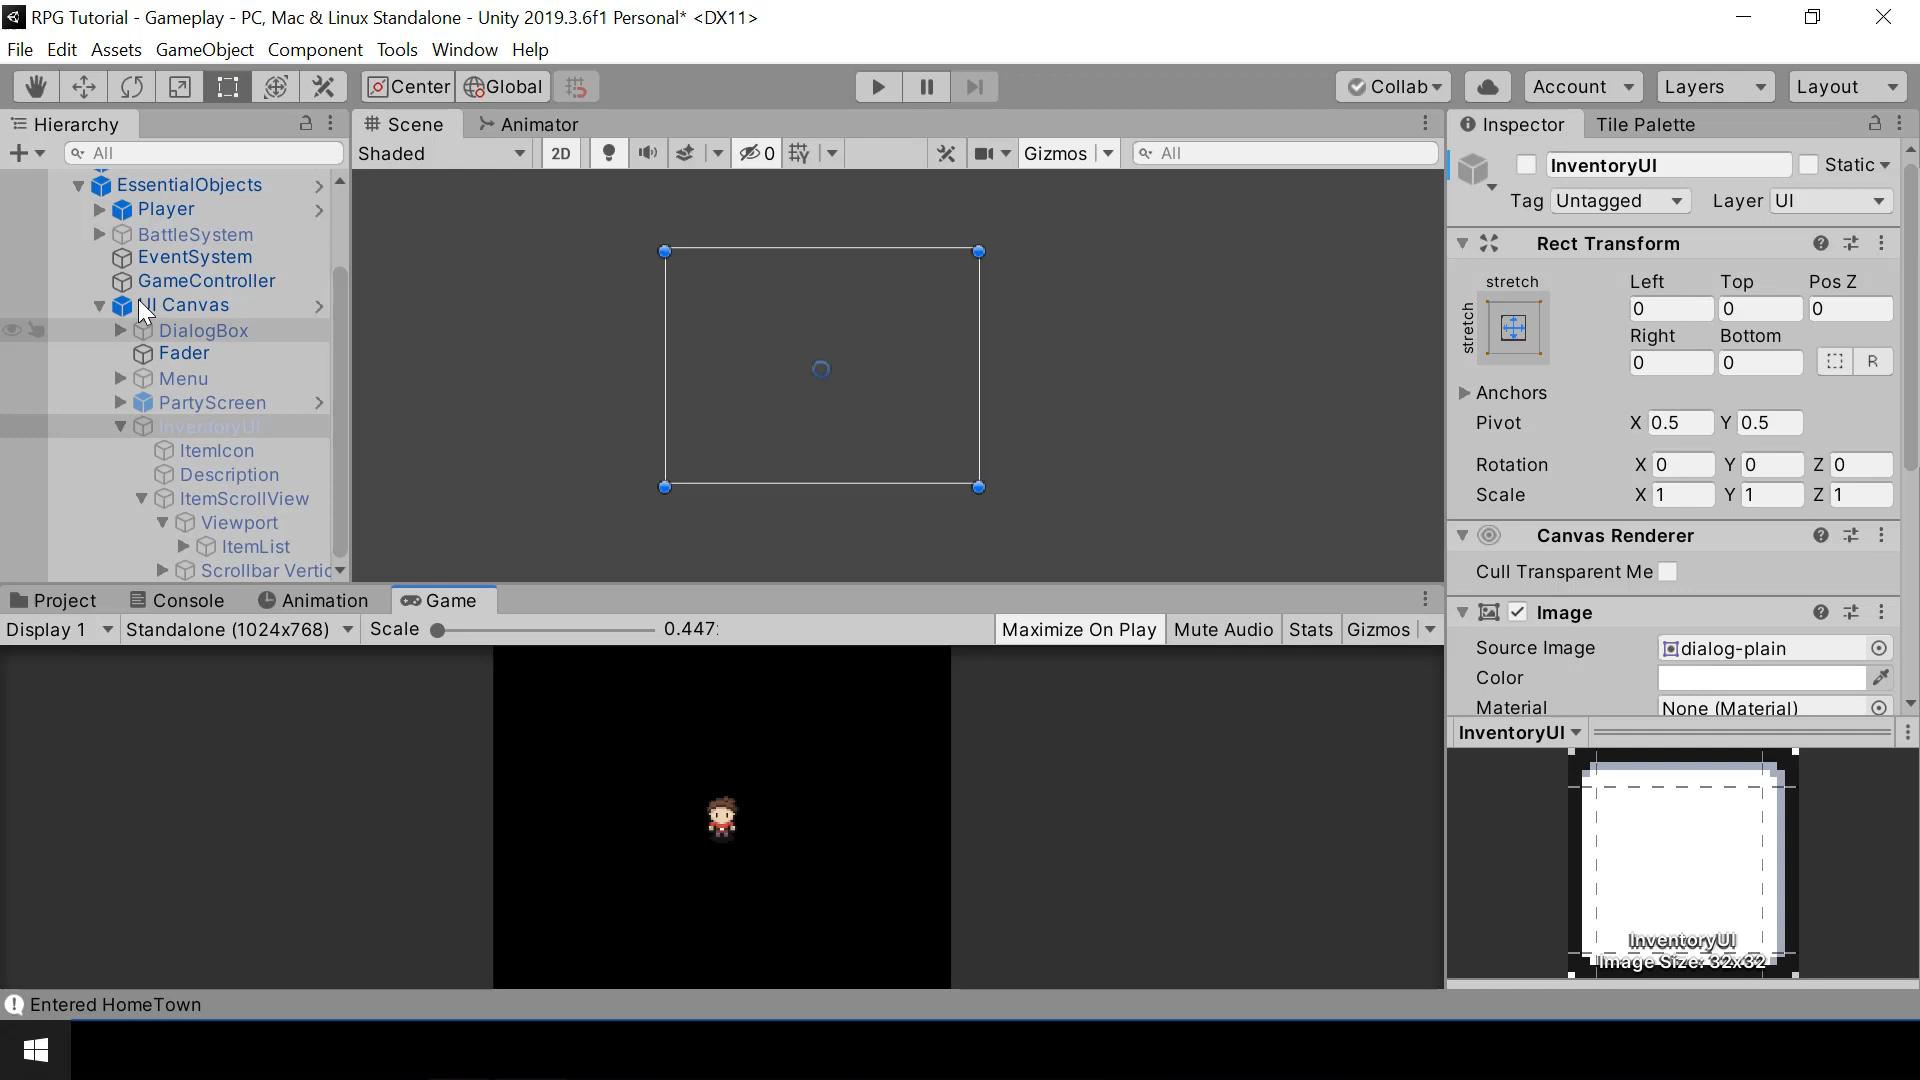 RPG Tutorial - Gameplay - PC, Mac & Linux Standalone - Unity 2019.3.6f1 Personal* <DX11>
File Edit Assets GameObject Component Tools Window Help
Center Global Collab Account Layers Layout
Hierarchy Scene Animator Inspector Tile Palette
All Shaded 2D 0 Gizmos All
InventoryUI Static
Tag Untagged Layer UI
EssentialObjects
Player
BattleSystem
EventSystem
GameController
UI Canvas
DialogBox
Fader
Menu
PartyScreen
InventoryUI
ItemIcon
Description
ItemScrollView
Viewport
ItemList
Scrollbar Vertic
Rect Transform
stretch
stretch
Left Top Pos Z
0 0 0
Right Bottom
0 0 R
Anchors
Pivot X 0.5 Y 0.5
Rotation X 0 Y 0 Z 0
Scale X 1 Y 1 Z 1
Canvas Renderer
Cull Transparent Me
Image
Source Image dialog-plain
Color
Material None (Material)
InventoryUI
InventoryUI
Image Size: 32x32
Project Console Animation Game
Display 1 Standalone (1024x768) Scale 0.447: Maximize On Play Mute Audio Stats Gizmos
Entered HomeTown